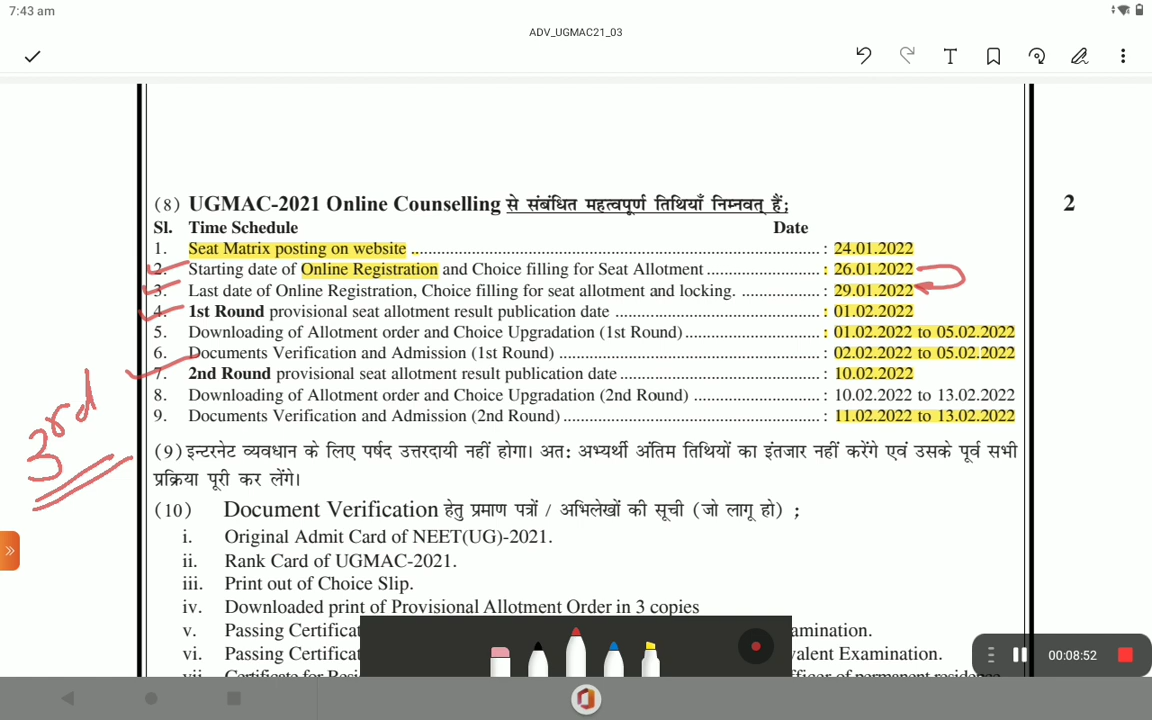 7:43 am
ADV_UGMAC21_03
2
(8) UGMAC-2021 Online Counselling से संबंधित महत्वपूर्ण तिथियाँ निम्नवत् हैं;
Sl. Time Schedule Date
1. Seat Matrix posting on website : 24.01.2022
2. Starting date of Online Registration and Choice filling for Seat Allotment : 26.01.2022
3. Last date of Online Registration, Choice filling for seat allotment and locking. : 29.01.2022
4. 1st Round provisional seat allotment result publication date : 01.02.2022
5. Downloading of Allotment order and Choice Upgradation (1st Round) : 01.02.2022 to 05.02.2022
6. Documents Verification and Admission (1st Round) : 02.02.2022 to 05.02.2022
7. 2nd Round provisional seat allotment result publication date : 10.02.2022
8. Downloading of Allotment order and Choice Upgradation (2nd Round) : 10.02.2022 to 13.02.2022
9. Documents Verification and Admission (2nd Round) : 11.02.2022 to 13.02.2022
3rd
(9) इन्टरनेट व्यवधान के लिए पर्षद उत्तरदायी नहीं होगा। अत: अभ्यर्थी अंतिम तिथियों का इंतजार नहीं करेंगे एवं उसके पूर्व सभी
प्रक्रिया पूरी कर लेंगे।
(10) Document Verification हेतु प्रमाण पत्रों / अभिलेखों की सूची (जो लागू हो) ;
i. Original Admit Card of NEET(UG)-2021.
ii. Rank Card of UGMAC-2021.
iii. Print out of Choice Slip.
iv. Downloaded print of Provisional Allotment Order in 3 copies
v. Passing Certificat amination.
vi. Passing Certificat valent Examination.
00:08:52